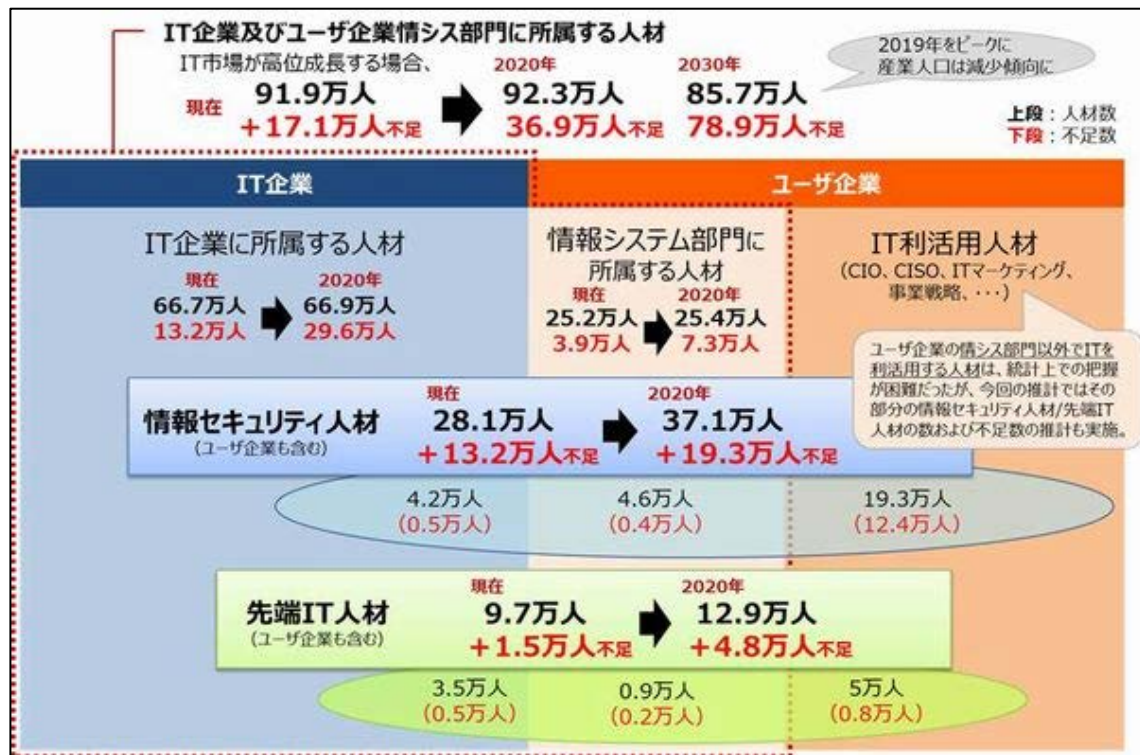 IT企業及びユーザ企業情シス部門に所属する人材
IT市場が高位成長する場合、
2020年
2030年
2019年をピークに
産業人口は減少傾向に
現在
91.9万人
92.3万人
85.7万人
+17.1万人不足
36.9万人不足
78.9万人不足
上段：人材数
下段：不足数
IT企業
ユーザ企業
IT企業に所属する人材
現在
2020年
66.7万人
66.9万人
13.2万人
29.6万人
情報システム部門に
所属する人材
現在
2020年
25.2万人
25.4万人
3.9万人
7.3万人
IT利活用人材
(CIO、CISO、ITマーケティング、
事業戦略、・・・)
ユーザ企業の情シス部門以外でITを
利活用する人材は、統計上での把握
が困難だったが、今回の推計ではその
部分の情報セキュリティ人材/先端IT
人材の数および不足数の推計も実施。
情報セキュリティ人材
(ユーザ企業も含む)
現在
2020年
28.1万人
37.1万人
+13.2万人不足
+19.3万人不足
4.2万人
4.6万人
19.3万人
(0.5万人)
(0.4万人)
(12.4万人)
先端IT人材
(ユーザ企業も含む)
現在
2020年
9.7万人
12.9万人
+1.5万人不足
+4.8万人不足
3.5万人
0.9万人
5万人
(0.5万人)
(0.2万人)
(0.8万人)